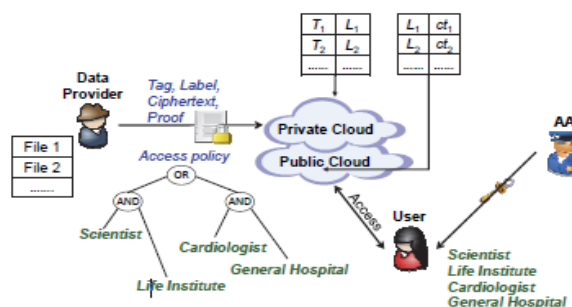 T1 L1
T2 L2
...... ......
L1 ct1
L2 ct2
...... ......
Data
Provider
Tag, Label,
Ciphertext,
Proof
Private Cloud
Public Cloud
AA
File 1
File 2
.......
Access policy
OR
AND
AND
Scientist
Cardiologist
Life Institute
General Hospital
Access
User
Scientist
Life Institute
Cardiologist
General Hospital